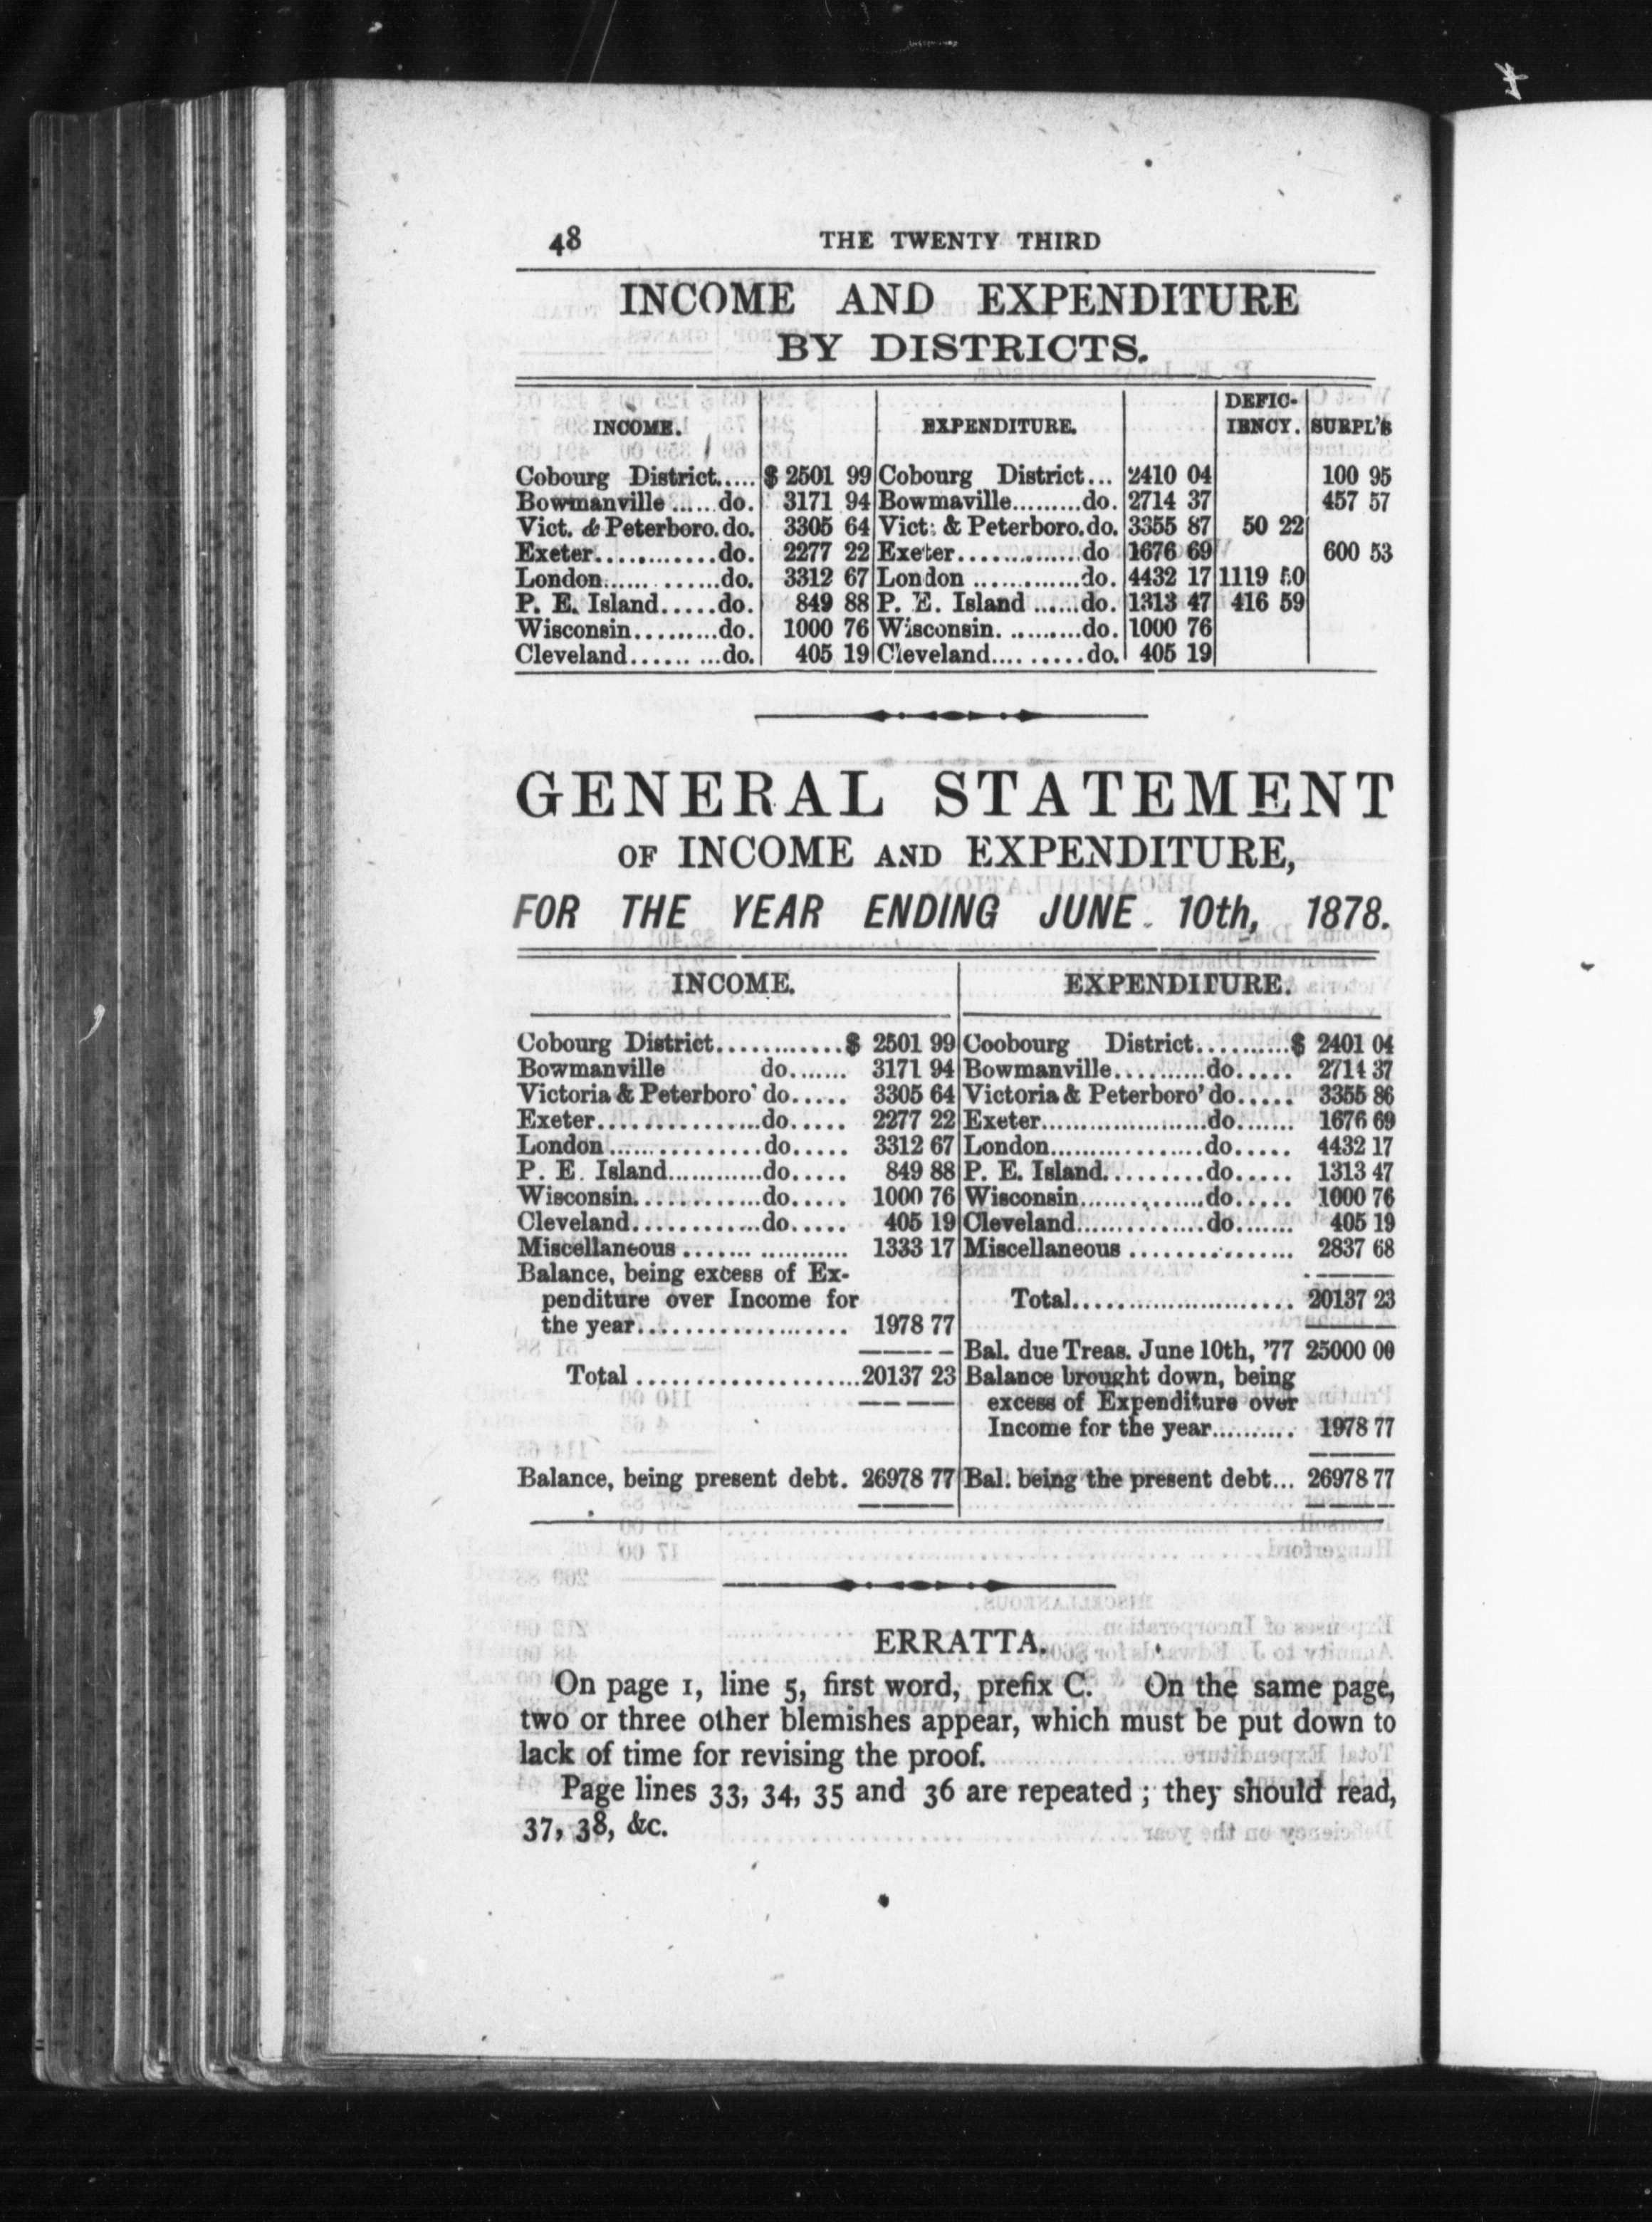 48 THE TWENTY THIRD
INCOME AND EXPENDITURE
BY DISTRICTS.
INCOME. EXPENDITURE. DEFIC-IENCY. SURPL'S
Cobourg District..... $ 2501 99 Cobourg District... 2410 04 100 95
Bowmanville ......do. 3171 94 Bowmaville.........do. 2714 37 457 57
Vict. & Peterboro.do. 3305 64 Vict. & Peterboro.do. 3355 87 50 22
Exeter.............do. 2277 22 Exeter..............do 1676 69 600 53
London.............do. 3312 67 London .............do. 4432 17 1119 50
P. E. Island.....do. 849 88 P. E. Island ......do. 1313 47 416 59
Wisconsin.........do. 1000 76 Wisconsin. .........do. 1000 76
Cleveland...... ...do. 405 19 Cleveland.... .....do. 405 19
GENERAL STATEMENT
OF INCOME AND EXPENDITURE,
FOR THE YEAR ENDING JUNE 10th, 1878.
INCOME. EXPENDITURE.
Cobourg District............$ 2501 99 Coobourg District..........$ 2401 04
Bowmanville do....... 3171 94 Bowmanville..........do..... 2714 37
Victoria & Peterboro' do..... 3305 64 Victoria & Peterboro' do..... 3355 86
Exeter................do..... 2277 22 Exeter......................do....... 1676 69
London................do..... 3312 67 London....................do..... 4432 17
P. E. Island.............do..... 849 88 P. E. Island..........do..... 1313 47
Wisconsin.............do..... 1000 76 Wisconsin................do..... 1000 76
Cleveland.............do..... 405 19 Cleveland................do....... 405 19
Miscellaneous ....... ............ 1333 17 Miscellaneous ................ 2837 68
Balance, being excess of Ex-
penditure over Income for Total........................ 20137 23
the year.................... 1978 77
Bal. due Treas. June 10th, '77 25000 00
Total ......................20137 23 Balance brought down, being
excess of Expenditure over
Income for the year.......... 1978 77
Balance, being present debt. 26978 77 Bal. being the present debt... 26978 77
ERRATTA.
On page 1, line 5, first word, prefix C. On the same page,
two or three other blemishes appear, which must be put down to
lack of time for revising the proof.
Page lines 33, 34, 35 and 36 are repeated ; they should read,
37, 38, &c.